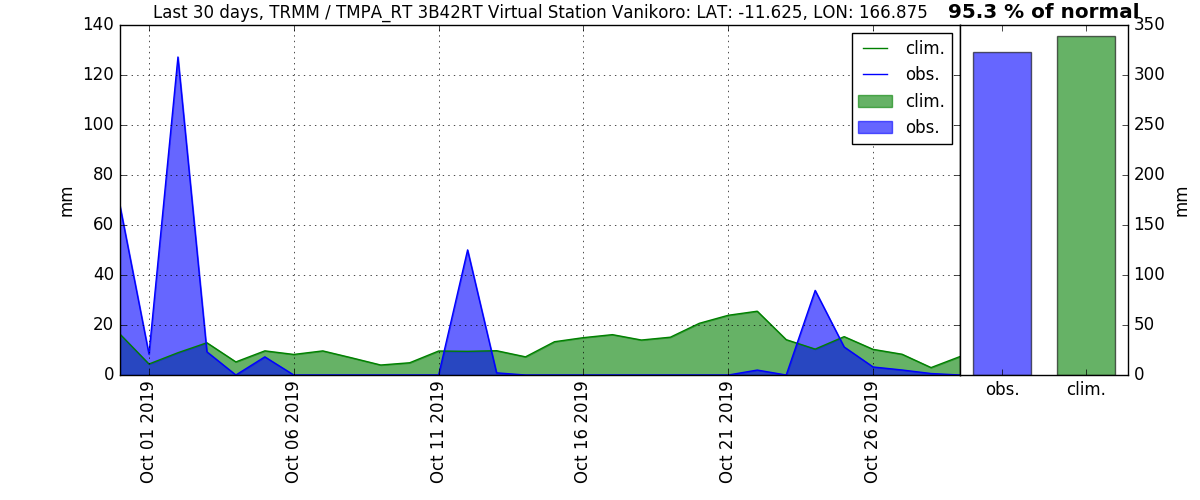 Last 30 days, TRMM / TMPA_RT 3B42RT Virtual Station Vanikoro: LAT: -11.625, LON: 166.875
95.3 % of normal
140
120
100
80
60
40
20
0
mm
clim.
obs.
clim.
obs.
Oct 01 2019
Oct 06 2019
Oct 11 2019
Oct 16 2019
Oct 21 2019
Oct 26 2019
350
300
250
200
150
100
50
0
mm
obs.
clim.